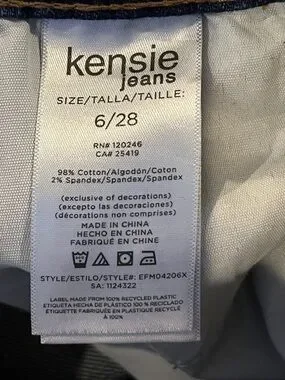 kensie
jeans
SIZE/TALLA/TAILLE:
6/28
RN# 120246
CA# 25419
98% Cotton/Algodón/Coton
2% Spandex/Spandex/Spandex
(exclusive of decorations)
(excepto las decoraciones)
(décorations non comprises)
MADE IN CHINA
HECHO EN CHINA
FABRIQUÉ EN CHINE
STYLE/ESTILO/STYLE#: EFM04206X
SA: 1124322
LABEL MADE FROM 100% RECYCLED PLASTIC
ETIQUETA HECHA DE PLÁSTICO 100 % RECICLADO
ÉTIQUETTE FABRIQUÉE EN PLASTIQUE RECYCLÉ
À 100%